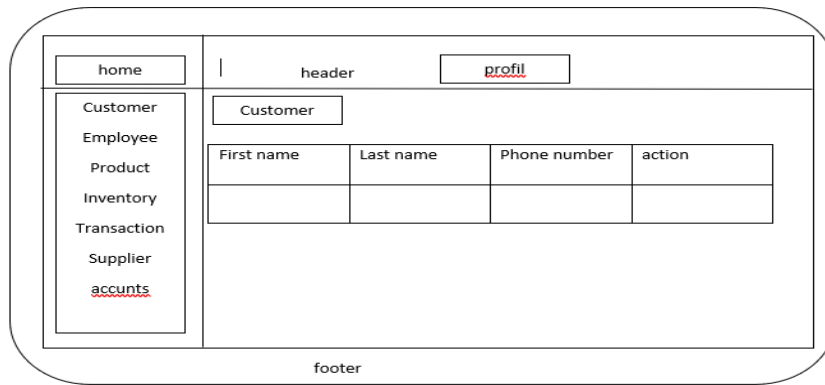 home
header
profil
Customer
Employee
Product
Inventory
Transaction
Supplier
accunts
Customer
First name Last name Phone number action
footer